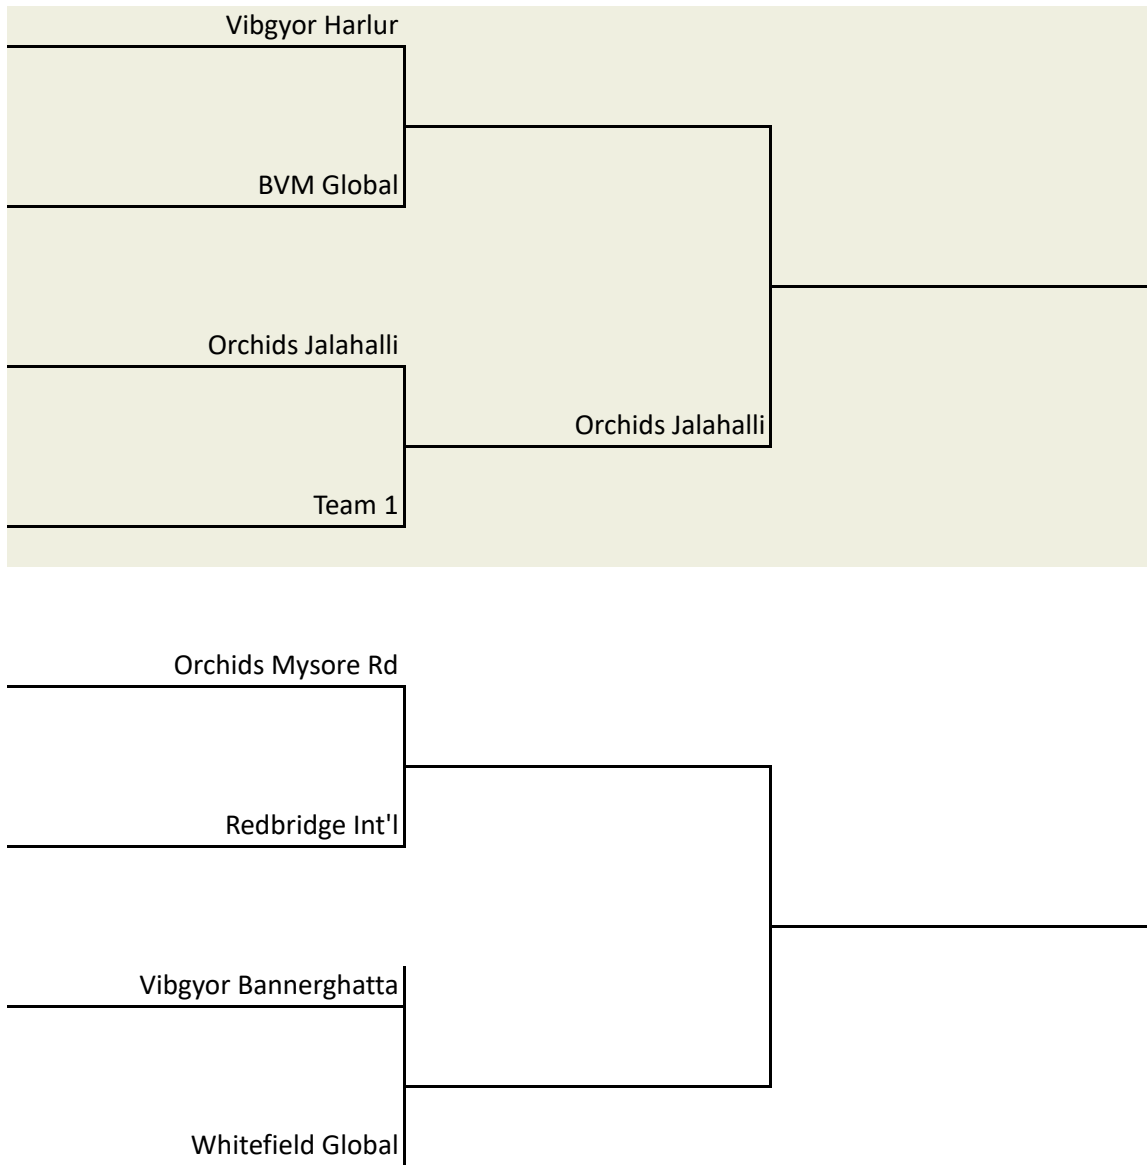 Vibgyor Harlur
BVM Global
Orchids Jalahalli
Orchids Jalahalli
Team 1
Orchids Mysore Rd
Redbridge Int'l
Vibgyor Bannerghatta
Whitefield Global